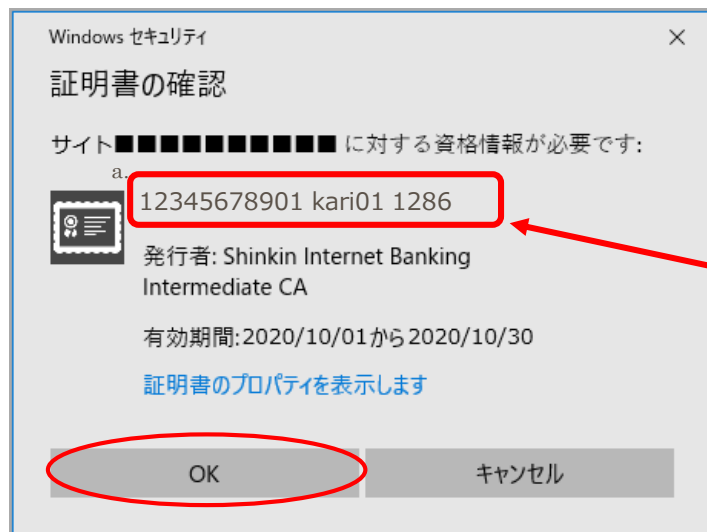 Windows セキュリティ
証明書の確認
サイト■■■■■■■■■■ に対する資格情報が必要です:
a.
12345678901 kari01 1286
発行者: Shinkin Internet Banking
Intermediate CA
有効期間:2020/10/01から2020/10/30
証明書のプロパティを表示します
OK
キャンセル